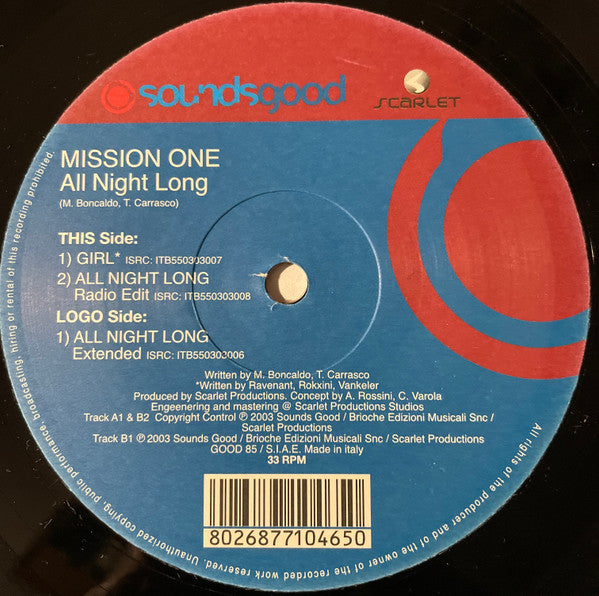 soundsgood
SCARLET
MISSION ONE
All Night Long
(M. Boncaldo, T. Carrasco)
THIS Side:
1) GIRL* ISRC: ITB550303007
2) ALL NIGHT LONG
Radio Edit ISRC: ITB550303008
LOGO Side:
1) ALL NIGHT LONG
Extended ISRC: ITB550303006
Written by M. Boncaldo, T. Carrasco
*Written by Ravenant, Rokxini, Vankeler
Produced by Scarlet Productions. Concept by A. Rossini, C. Varola
Engeenering and mastering @ Scarlet Productions Studios
Track A1 & B2 Copyright Control ℗ 2003 Sounds Good / Brioche Edizioni Musicali Snc /
Scarlet Productions
Track B1 ℗ 2003 Sounds Good / Brioche Edizioni Musicali Snc / Scarlet Productions
GOOD 85 / S.I.A.E. Made in italy
33 RPM
8026877104650
All rights of the producer and of the owner of the recorded work reserved. Unauthorized copying, public performance, broadcasting, hiring or rental of this recording prohibited.